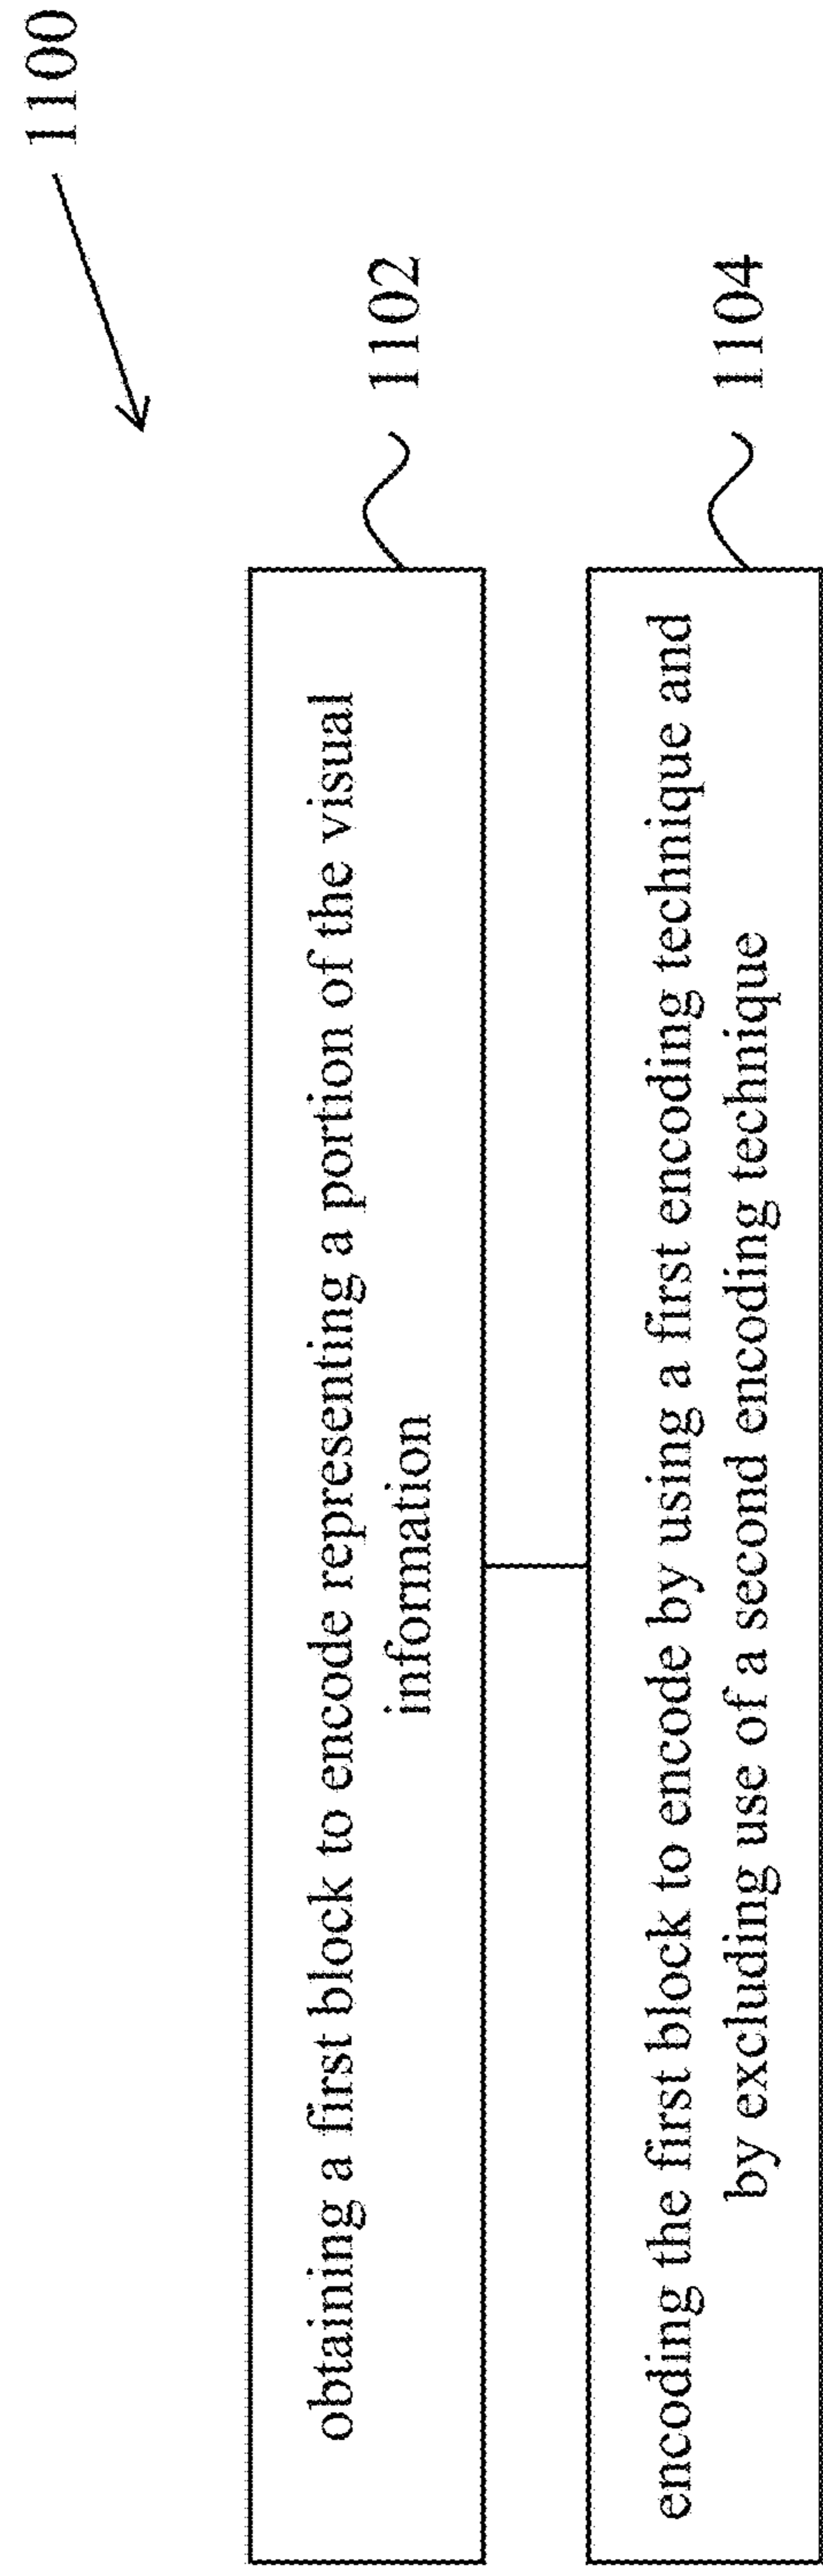 1100
obtaining a first block to encode representing a portion of the visual
information
1102
encoding the first block to encode by using a first encoding technique and
by excluding use of a second encoding technique
1104